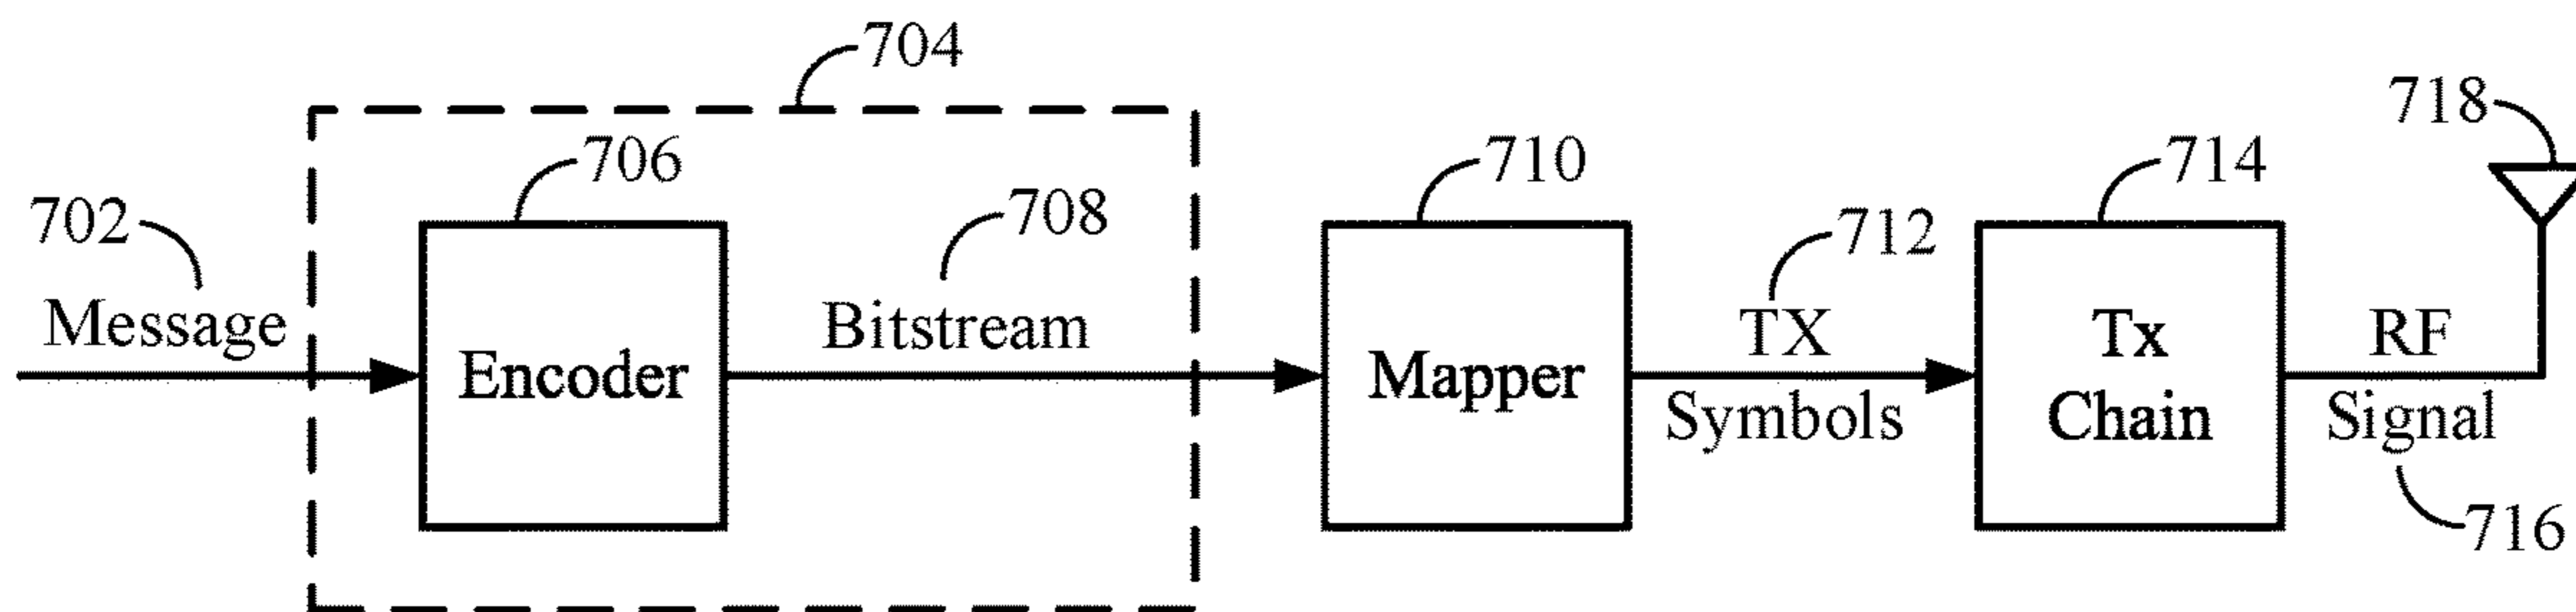 704
718
706
710
714
702
708
712
Message
Bitstream
TX
RF
Encoder
Mapper
Symbols
Tx
Chain
Signal
716